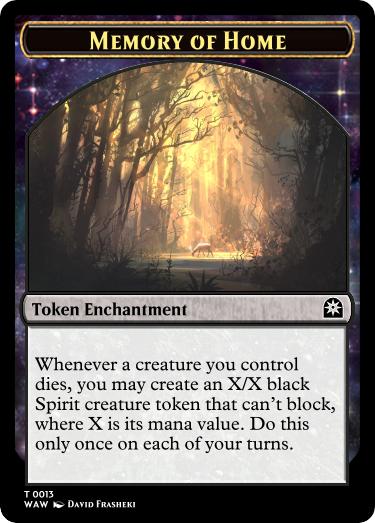 Memory of Home
Token Enchantment
Whenever a creature you control
dies, you may create an X/X black
Spirit creature token that can't block,
where X is its mana value. Do this
only once on each of your turns.
T 0013
WAW David Frasheki